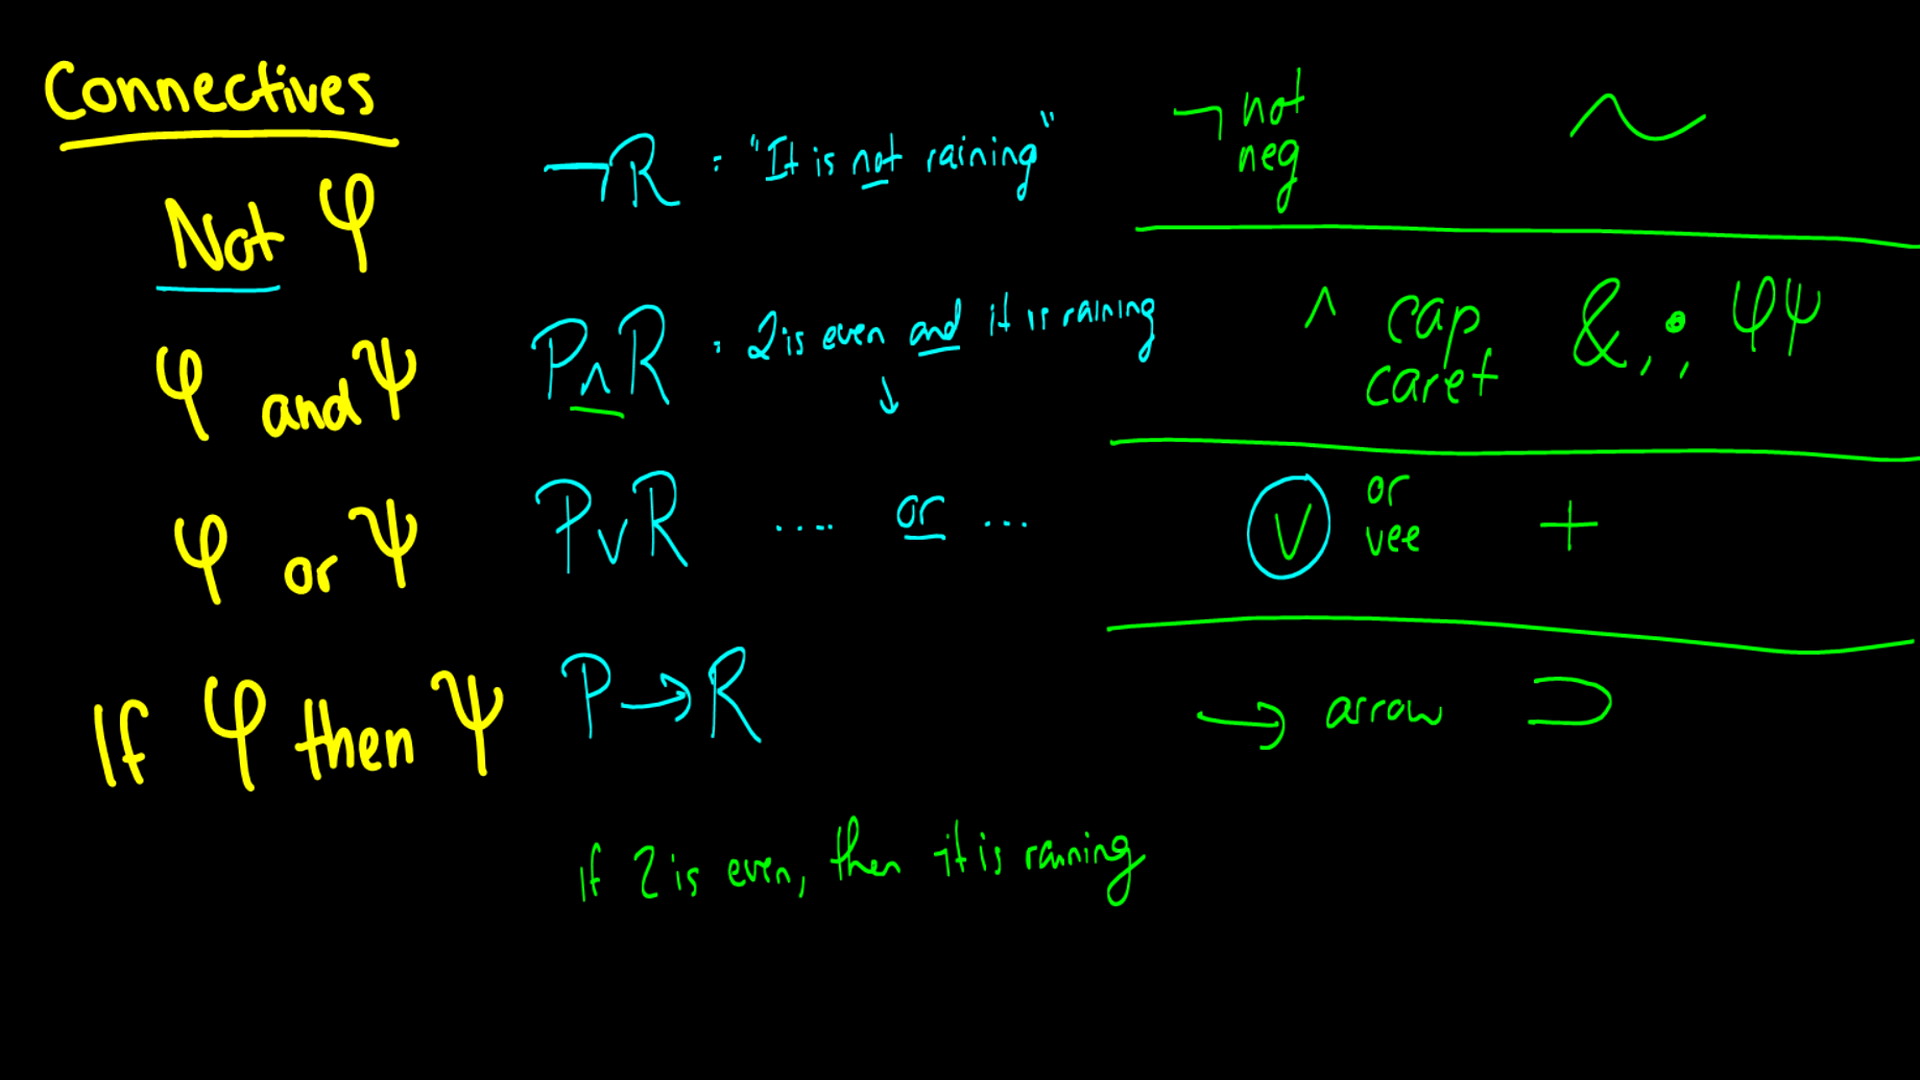 Connectives
Not φ
¬R : "It is not raining"
¬ not ~
neg
φ and ψ
P∧R : 2 is even and it is raining
∧ cap &, •, φψ
caret
φ or ψ
P∨R .... or ...
∨ or +
vee
If φ then ψ
P→R
→ arrow ⊃
If 2 is even, then it is raining